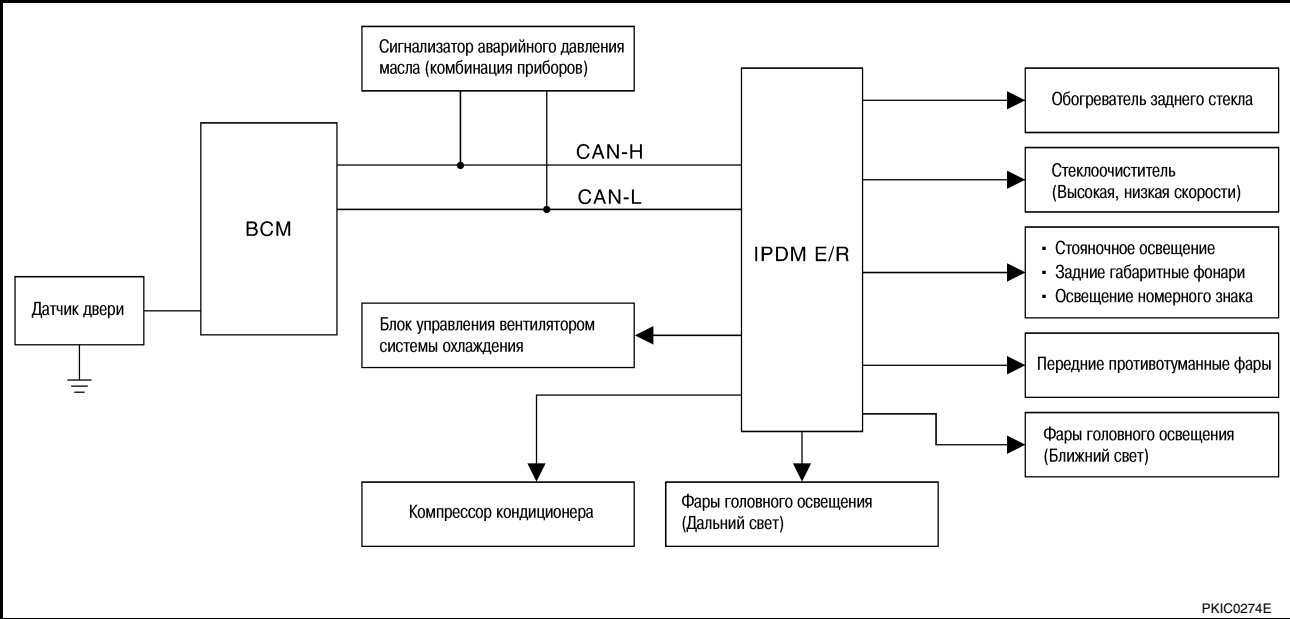 Сигнализатор аварийного давления
масла (комбинация приборов)
CAN-H
CAN-L
BCM
Датчик двери
IPDM E/R
Блок управления вентилятором
системы охлаждения
Компрессор кондиционера
Фары головного освещения
(Дальний свет)
Обогреватель заднего стекла
Стеклоочиститель
(Высокая, низкая скорости)
▪ Стояночное освещение
▪ Задние габаритные фонари
▪ Освещение номерного знака
Передние противотуманные фары
Фары головного освещения
(Ближний свет)
PKIC0274E